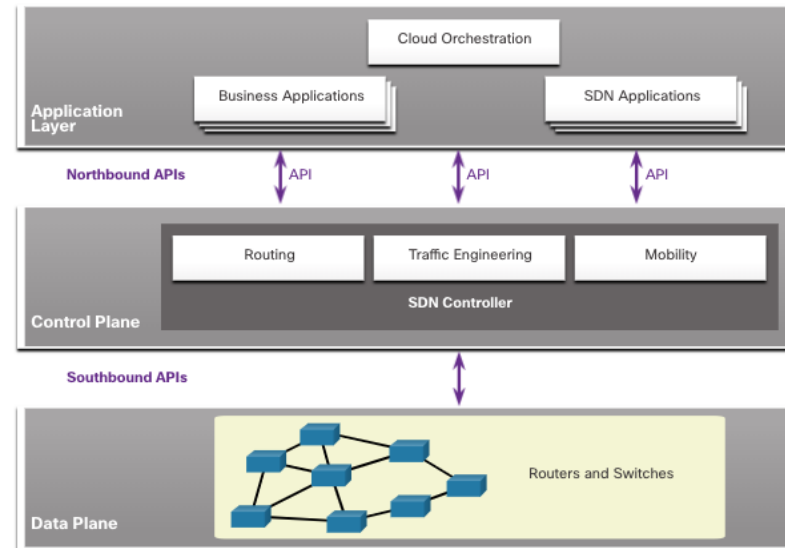 Cloud Orchestration
Business Applications
SDN Applications
Application
Layer
Northbound APIs
API
API
API
Routing
Traffic Engineering
Mobility
SDN Controller
Control Plane
Southbound APIs
Routers and Switches
Data Plane